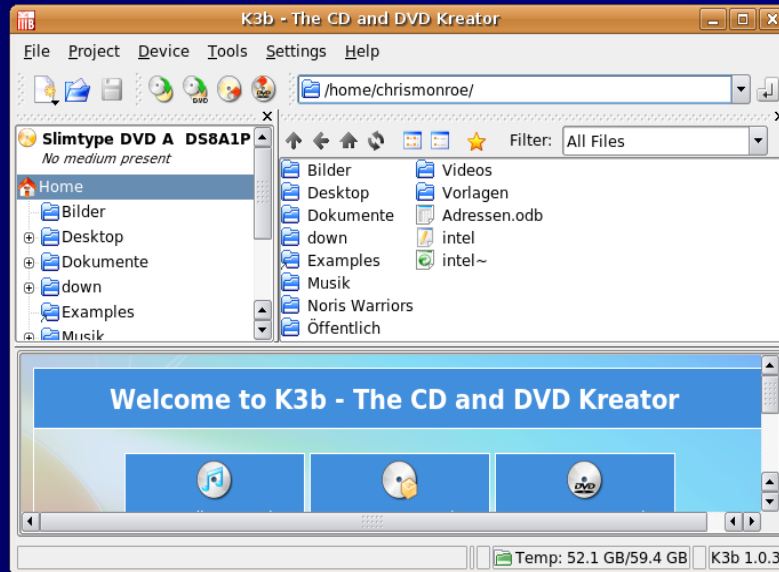 K3b - The CD and DVD Kreator
File Project Device Tools Settings Help
/home/chrismonroe/
Slimtype DVD A DS8A1P
No medium present
Filter: All Files
Home
Bilder
Desktop
Dokumente
down
Examples
Musik
Bilder
Desktop
Dokumente
down
Examples
Musik
Noris Warriors
Öffentlich
Videos
Vorlagen
Adressen.odb
intel
intel~
Welcome to K3b - The CD and DVD Kreator
DVD
Temp: 52.1 GB/59.4 GB K3b 1.0.3